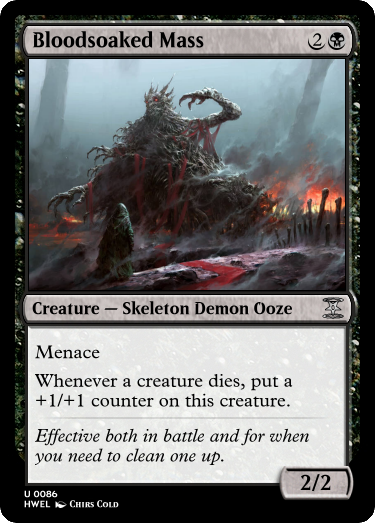 Bloodsoaked Mass 2
Creature — Skeleton Demon Ooze
Menace
Whenever a creature dies, put a
+1/+1 counter on this creature.
Effective both in battle and for when
you need to clean one up.
2/2
U 0086
HWEL Chirs Cold